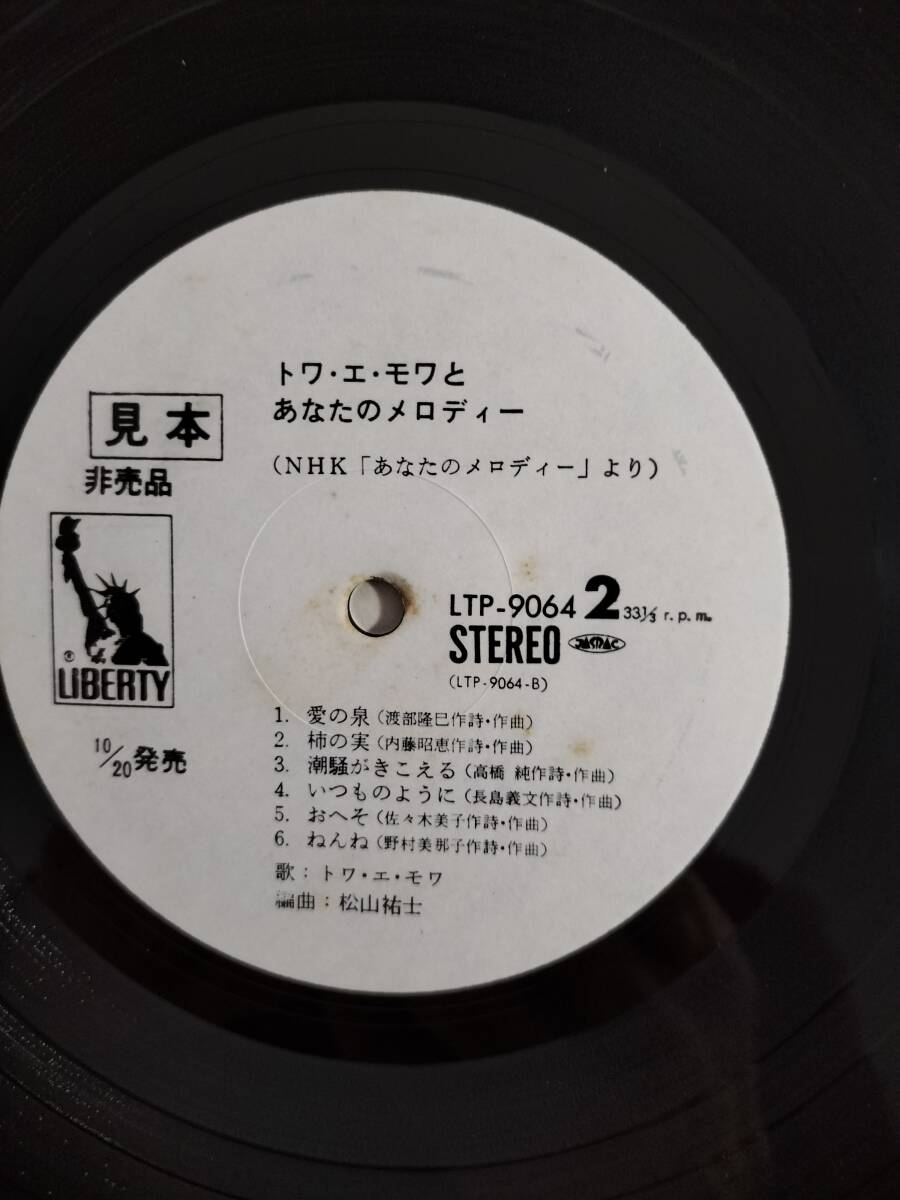 トワ・エ・モワと
あなたのメロディー
(NHK「あなたのメロディー」より)
見本
非売品
® LIBERTY
10/20発売
LTP-9064 2 33⅓ r.p.m.
STEREO JASRAC
(LTP-9064-B)
1. 愛の泉(渡部隆巳作詩・作曲)
2. 柿の実(内藤昭恵作詩・作曲)
3. 潮騒がきこえる(高橋 純作詩・作曲)
4. いつものように(長島義文作詩・作曲)
5. おへそ(佐々木美子作詩・作曲)
6. ねんね(野村美那子作詩・作曲)
歌:トワ・エ・モワ
編曲:松山祐士